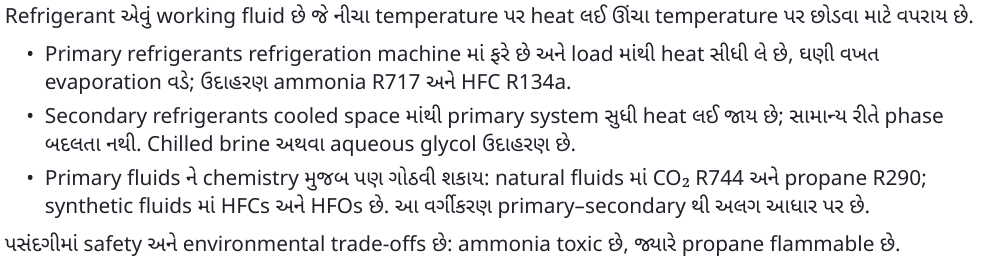 Refrigerant એવું working fluid છે જે નીચા temperature પર heat લઈ ઊંચા temperature પર છોડવા માટે વપરાય છે.
• Primary refrigerants refrigeration machine માં ફરે છે અને load માંથી heat સીધી લે છે, ઘણી વખત
evaporation વડે; ઉદાહરણ ammonia R717 અને HFC R134a.
• Secondary refrigerants cooled space માંથી primary system સુધી heat લઈ જાય છે; સામાન્ય રીતે phase
બદલતા નથી. Chilled brine અથવા aqueous glycol ઉદાહરણ છે.
• Primary fluids ને chemistry મુજબ પણ ગોઠવી શકાય: natural fluids માં CO₂ R744 અને propane R290;
synthetic fluids માં HFCs અને HFOs છે. આ વર્ગીકરણ primary–secondary થી અલગ આધાર પર છે.
પસંદગીમાં safety અને environmental trade-offs છે: ammonia toxic છે, જ્યારે propane flammable છે.